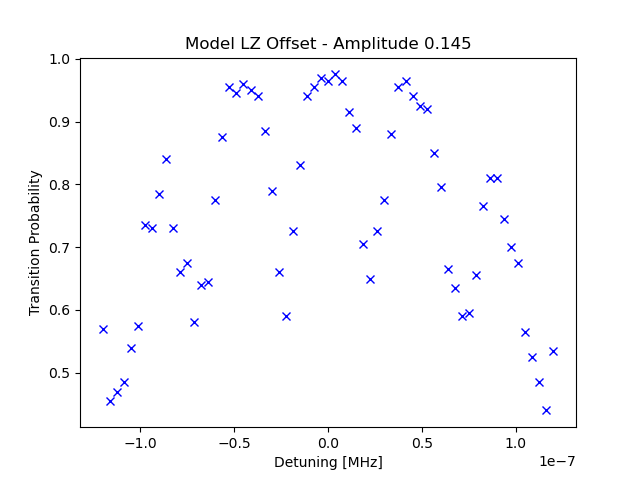 Model LZ Offset - Amplitude 0.145
1.0
0.9
0.8
0.7
0.6
0.5
Transition Probability
−1.0 −0.5 0.0 0.5 1.0
1e−7
Detuning [MHz]